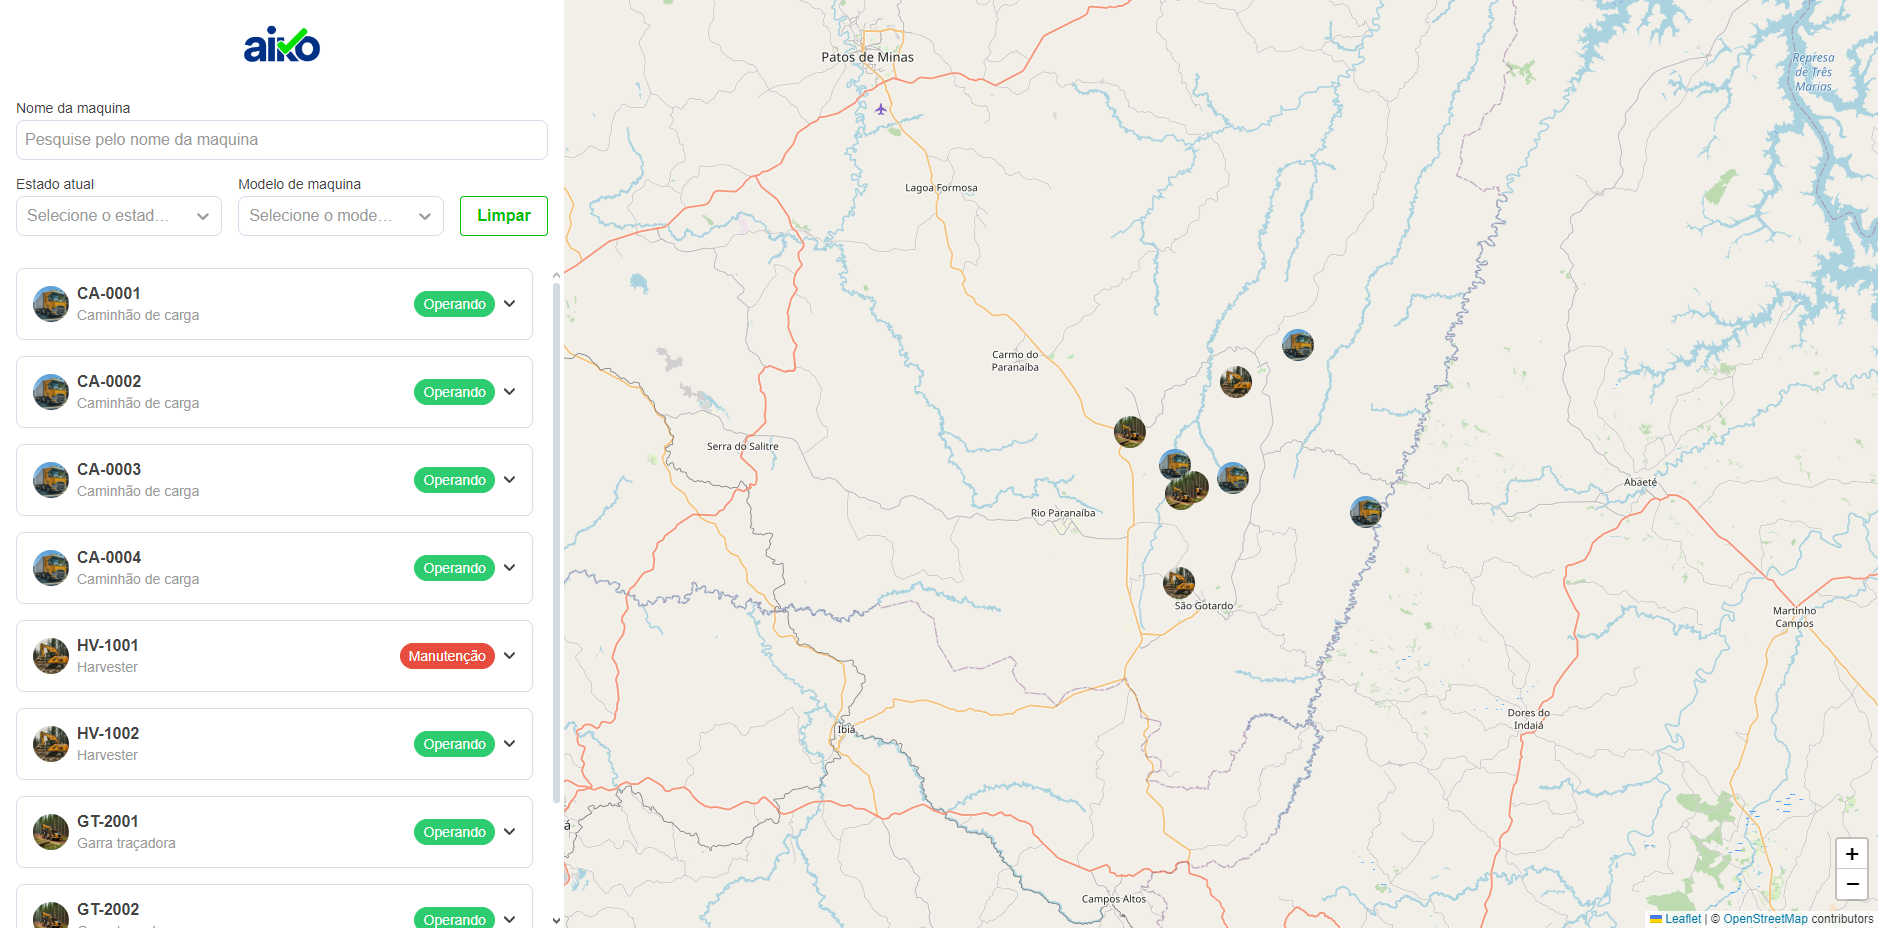 aiko
Nome da maquina
Pesquise pelo nome da maquina
Estado atual
Modelo de maquina
Selecione o estad...
Selecione o mode...
Limpar
CA-0001
Caminhão de carga
Operando
CA-0002
Caminhão de carga
Operando
CA-0003
Caminhão de carga
Operando
CA-0004
Caminhão de carga
Operando
HV-1001
Harvester
Manutenção
HV-1002
Harvester
Operando
GT-2001
Garra traçadora
Operando
GT-2002
Operando
Patos de Minas
Represa
de Três
Marias
Lagoa Formosa
Carmo do
Paranaíba
Serra do Salitre
Abaeté
Rio Paranaíba
São Gotardo
Martinho
Campos
Dores do
Indaiá
Ibiá
Campos Altos
+
−
Leaflet | © OpenStreetMap contributors